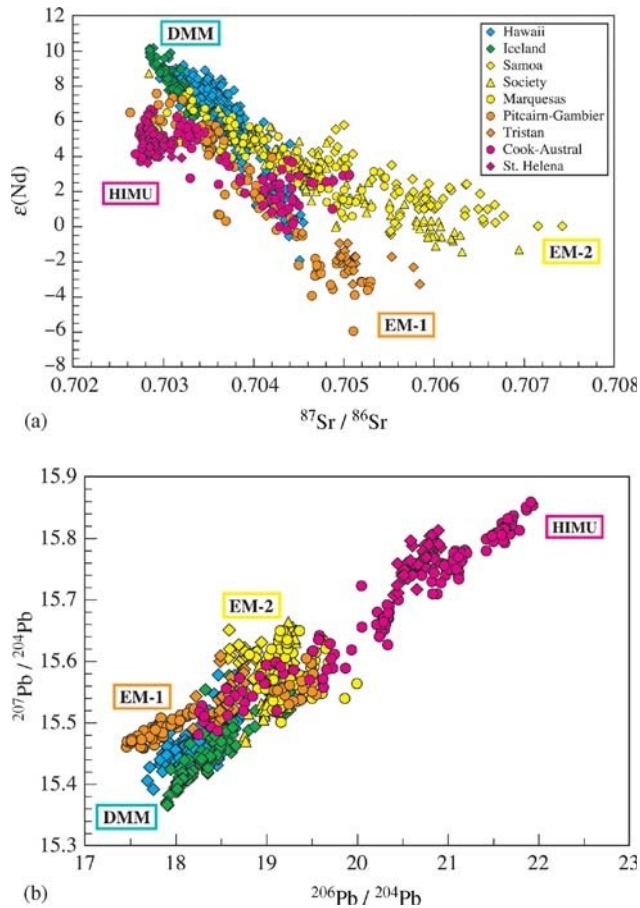 12
10
8
6
4
2
0
−2
−4
−6
−8
ε(Nd)
DMM
HIMU
EM-1
EM-2
Hawaii
Iceland
Samoa
Society
Marquesas
Pitcairn-Gambier
Tristan
Cook-Austral
St. Helena
0.702 0.703 0.704 0.705 0.706 0.707 0.708
(a)
⁸⁷Sr / ⁸⁶Sr
15.9
15.8
15.7
15.6
15.5
15.4
15.3
²⁰⁷Pb / ²⁰⁴Pb
HIMU
EM-2
EM-1
DMM
17 18 19 20 21 22 23
(b)
²⁰⁶Pb / ²⁰⁴Pb